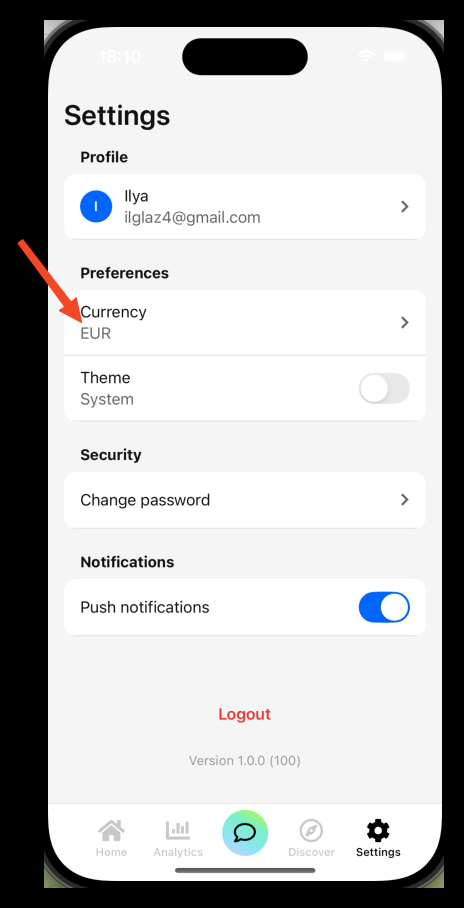 18:10
Settings
Profile
I
Ilya
ilglaz4@gmail.com
Preferences
Currency
EUR
Theme
System
Security
Change password
Notifications
Push notifications
Logout
Version 1.0.0 (100)
Home Analytics Discover Settings